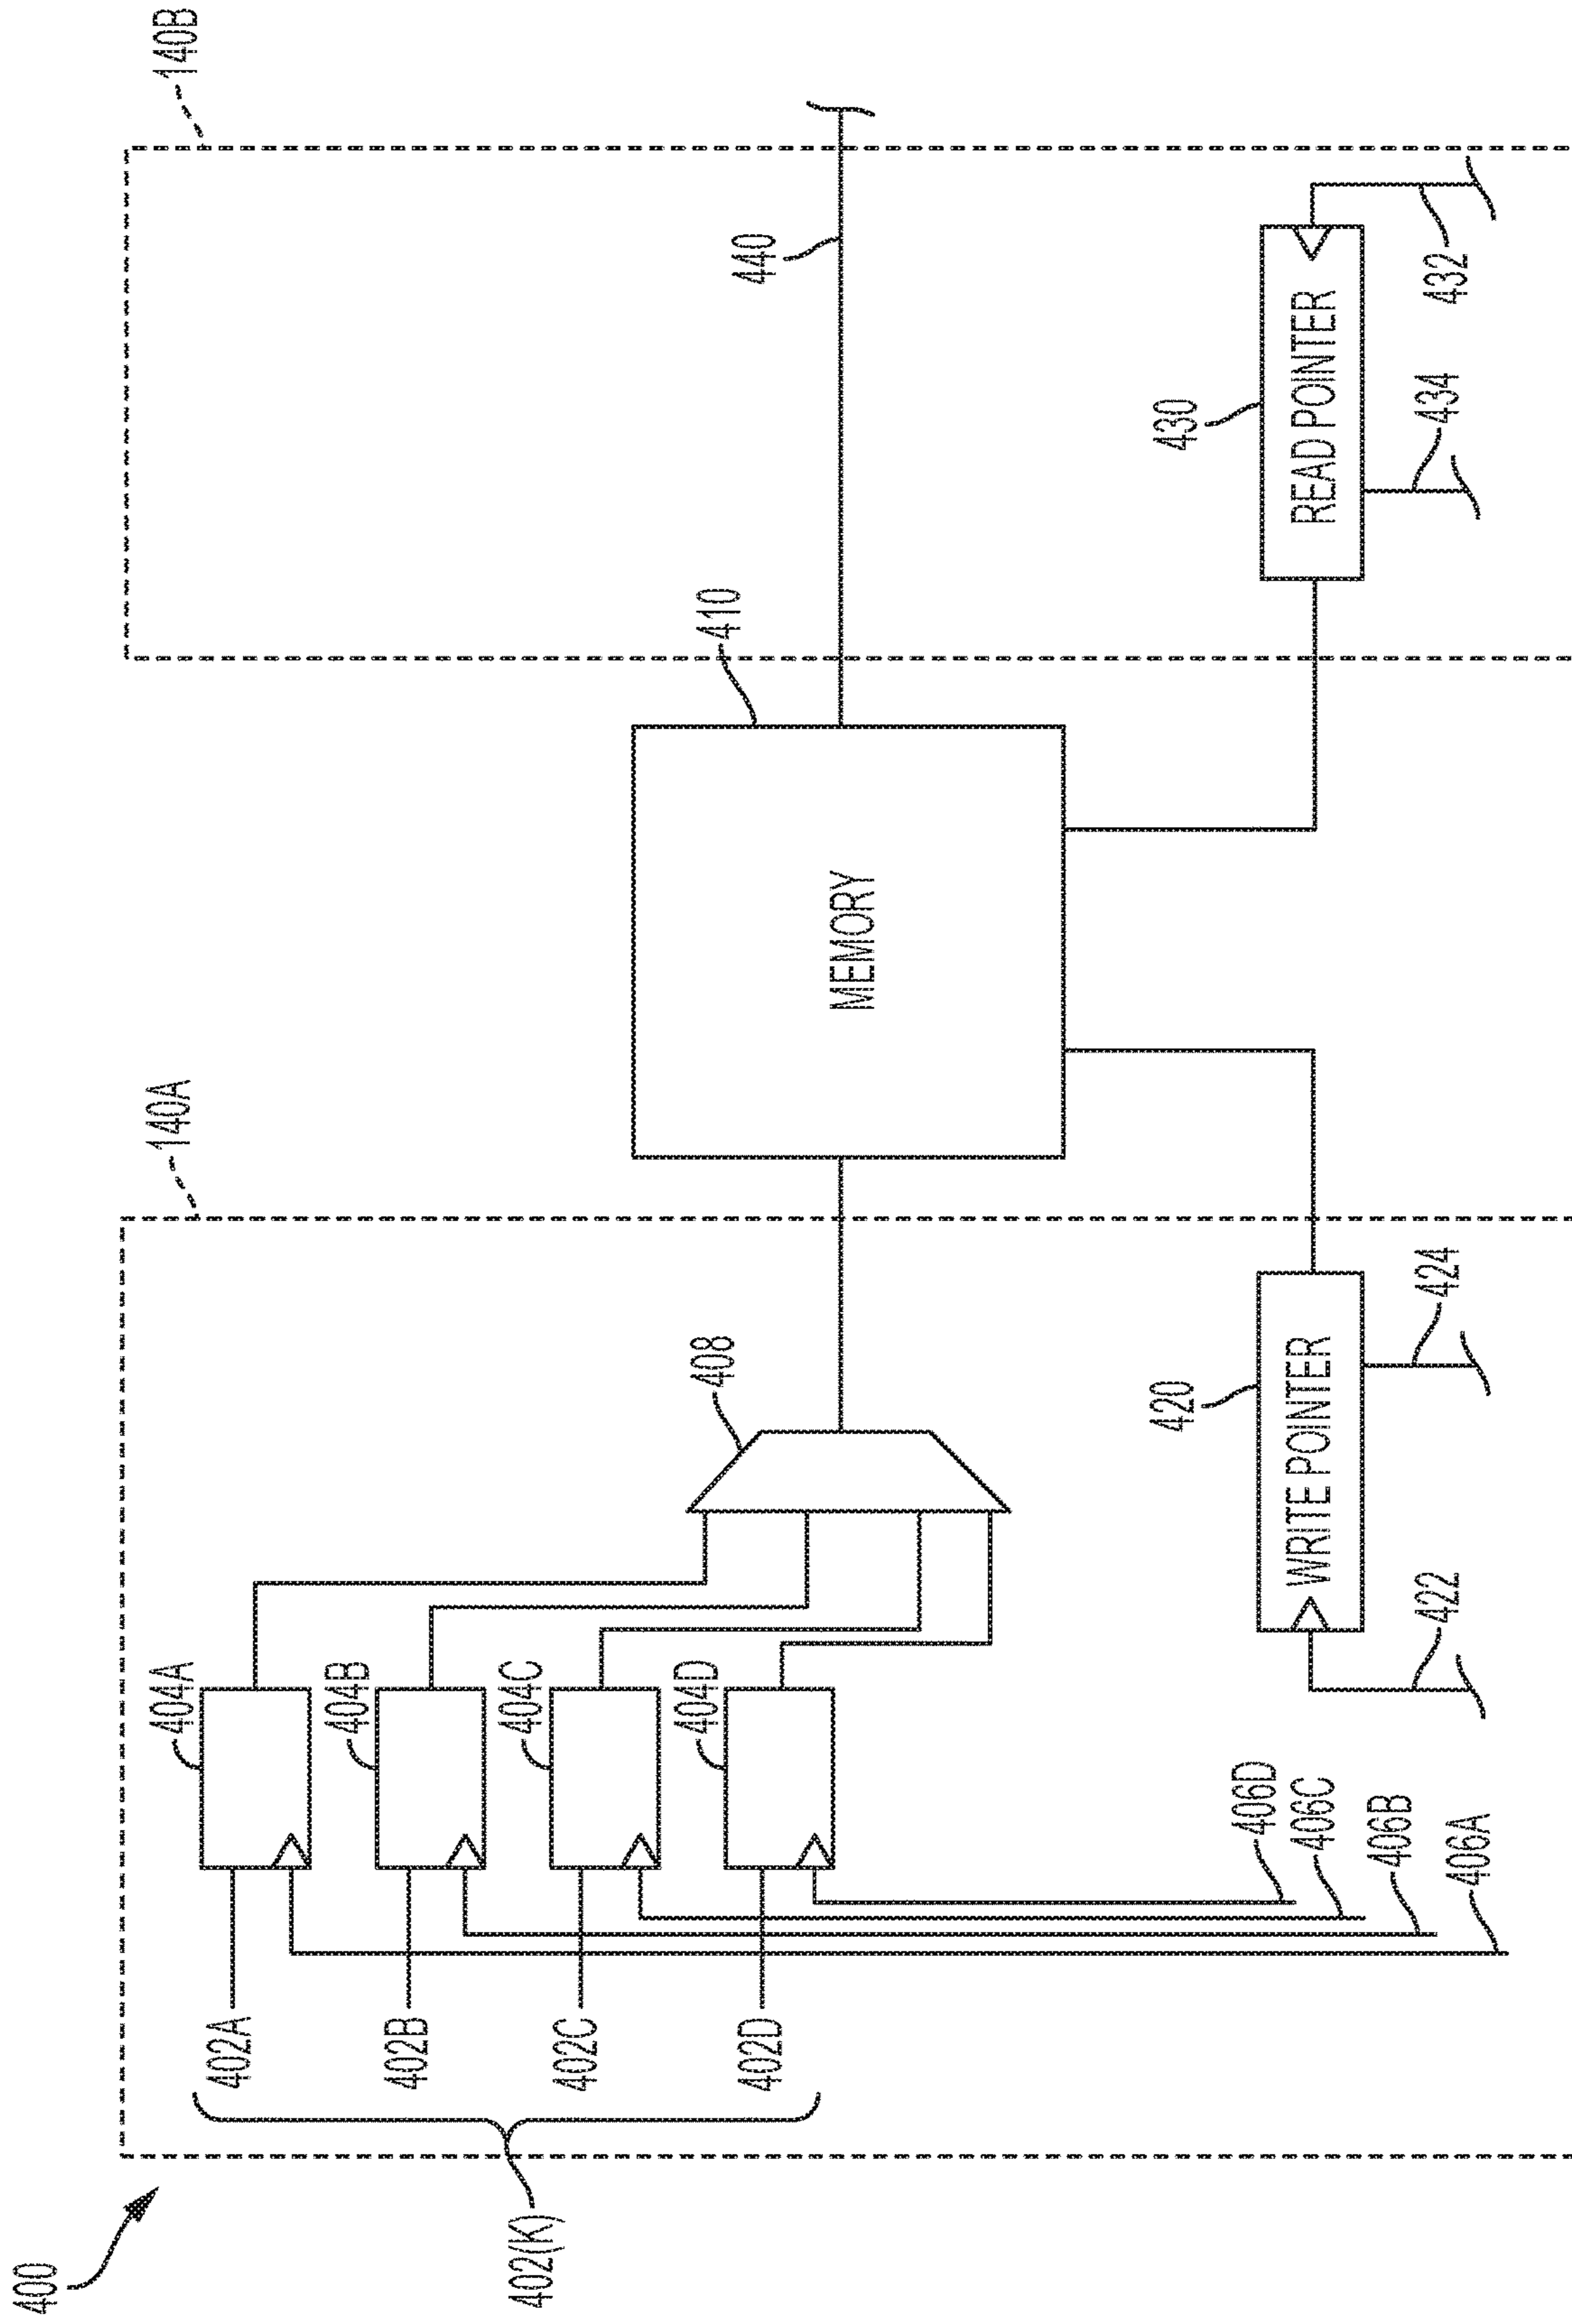 400
140A
140B
402(K)
402A
402B
402C
402D
404A
404B
404C
404D
406D
406C
406B
406A
408
MEMORY
410
440
420
WRITE POINTER
422
424
430
READ POINTER
434
432